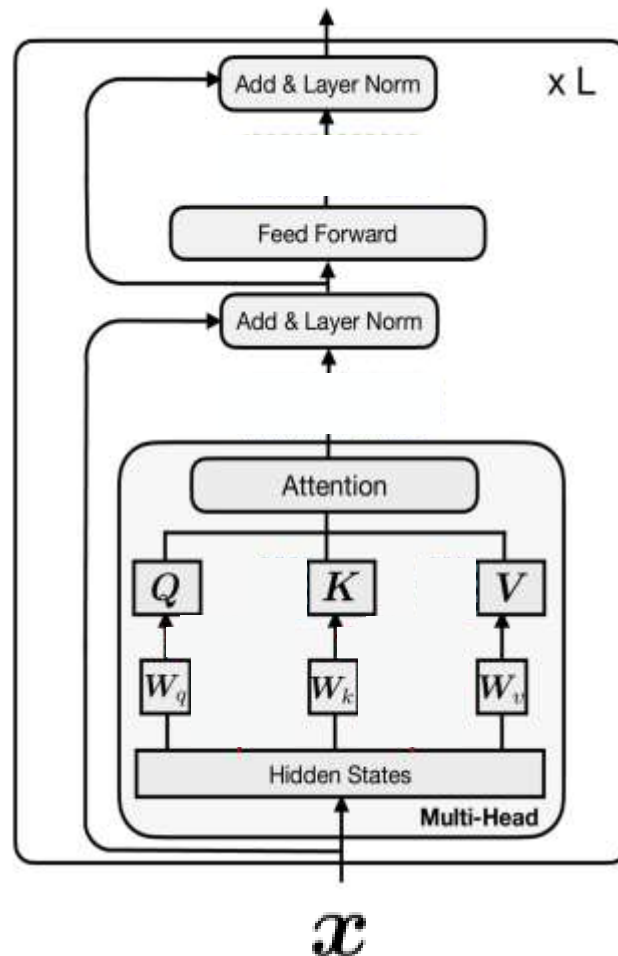 Add & Layer Norm
x L
Feed Forward
Add & Layer Norm
Attention
Q K V
W_q W_k W_v
Hidden States
Multi-Head
x